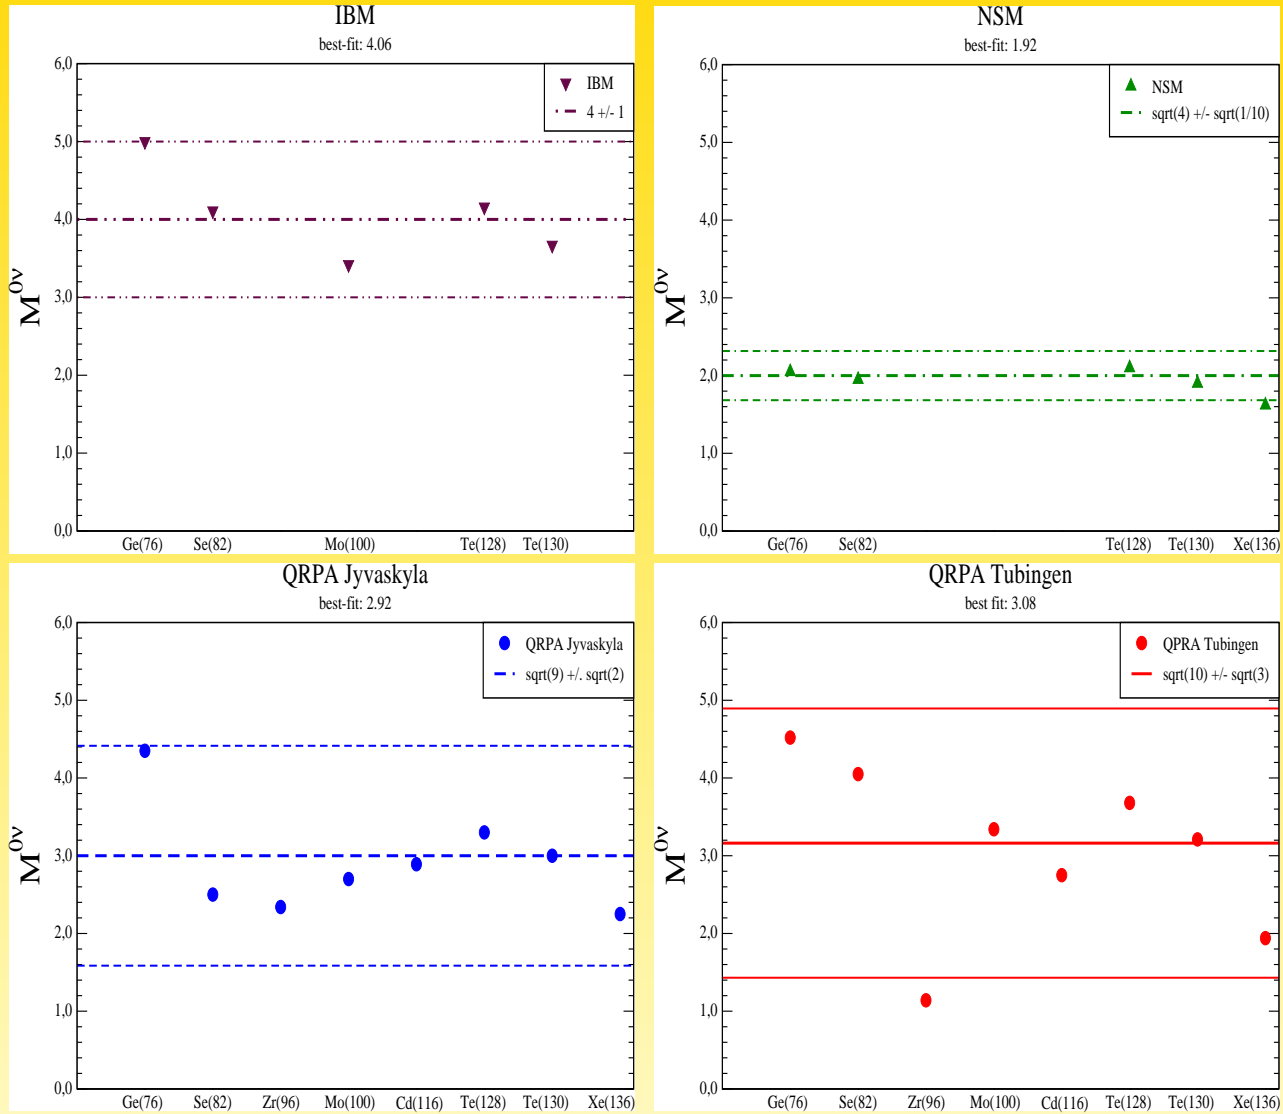 IBM
best-fit: 4.06
6,0
5,0
4,0
3,0
2,0
1,0
0,0
M0ν
IBM
4 +/- 1
Ge(76) Se(82) Mo(100) Te(128) Te(130)
NSM
best-fit: 1.92
6,0
5,0
4,0
3,0
2,0
1,0
0,0
M0ν
NSM
sqrt(4) +/- sqrt(1/10)
Ge(76) Se(82) Te(128) Te(130) Xe(136)
QRPA Jyvaskyla
best-fit: 2.92
6,0
5,0
4,0
3,0
2,0
1,0
0,0
M0ν
QRPA Jyvaskyla
sqrt(9) +/. sqrt(2)
Ge(76) Se(82) Zr(96) Mo(100) Cd(116) Te(128) Te(130) Xe(136)
QRPA Tubingen
best fit: 3.08
6,0
5,0
4,0
3,0
2,0
1,0
0,0
M0ν
QPRA Tubingen
sqrt(10) +/- sqrt(3)
Ge(76) Se(82) Zr(96) Mo(100) Cd(116) Te(128) Te(130) Xe(136)